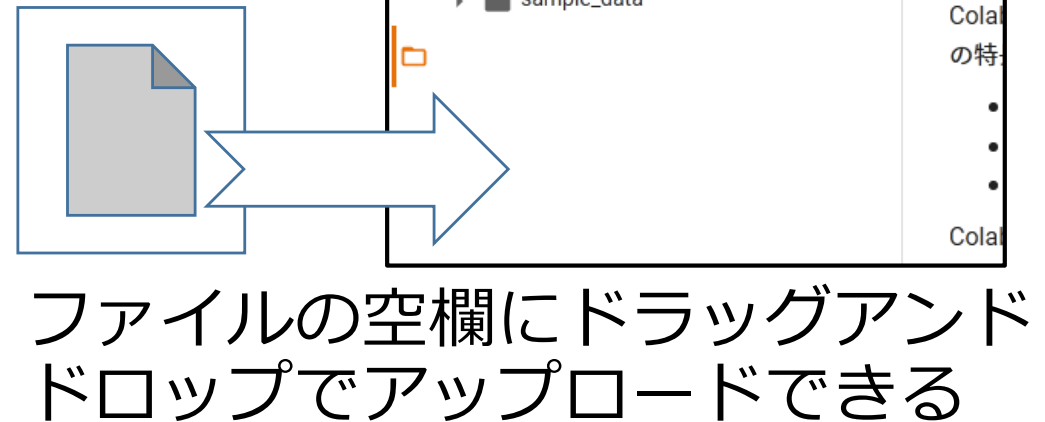 sample_data
Colab
の特
Colab
ファイルの空欄にドラッグアンド
ドロップでアップロードできる